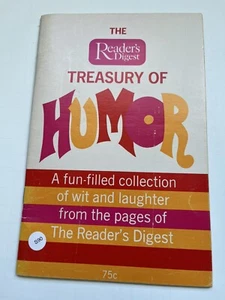 THE
Reader's
Digest
TREASURY OF
HUMOR
A fun-filled collection
of wit and laughter
from the pages of
The Reader's Digest
75c